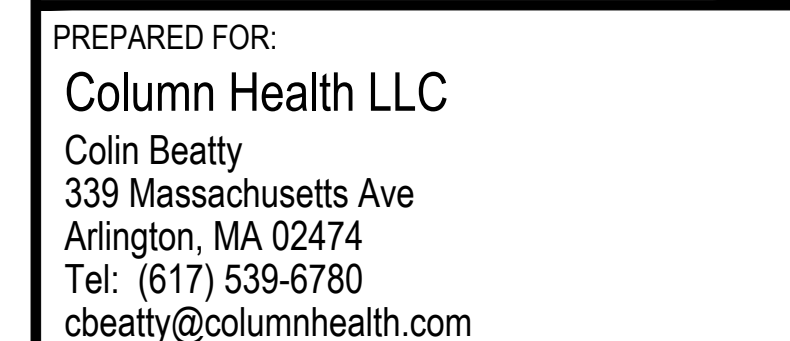 PREPARED FOR:
Column Health LLC
Colin Beatty
339 Massachusetts Ave
Arlington, MA 02474
Tel: (617) 539-6780
cbeatty@columnhealth.com